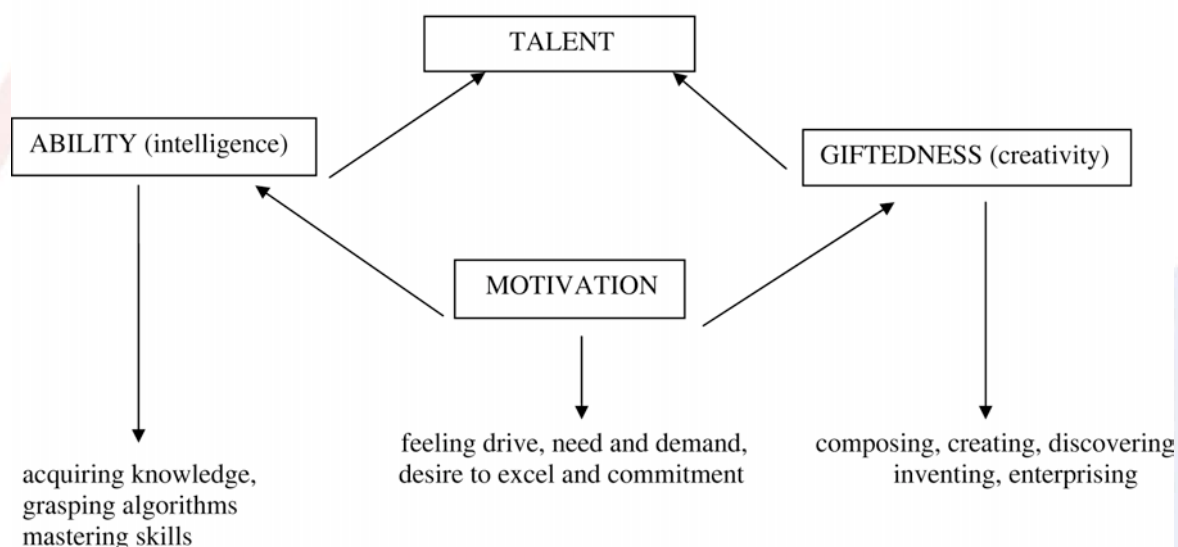 TALENT
ABILITY (intelligence)
GIFTEDNESS (creativity)
MOTIVATION
feeling drive, need and demand,
desire to excel and commitment
composing, creating, discovering
inventing, enterprising
acquiring knowledge,
grasping algorithms
mastering skills